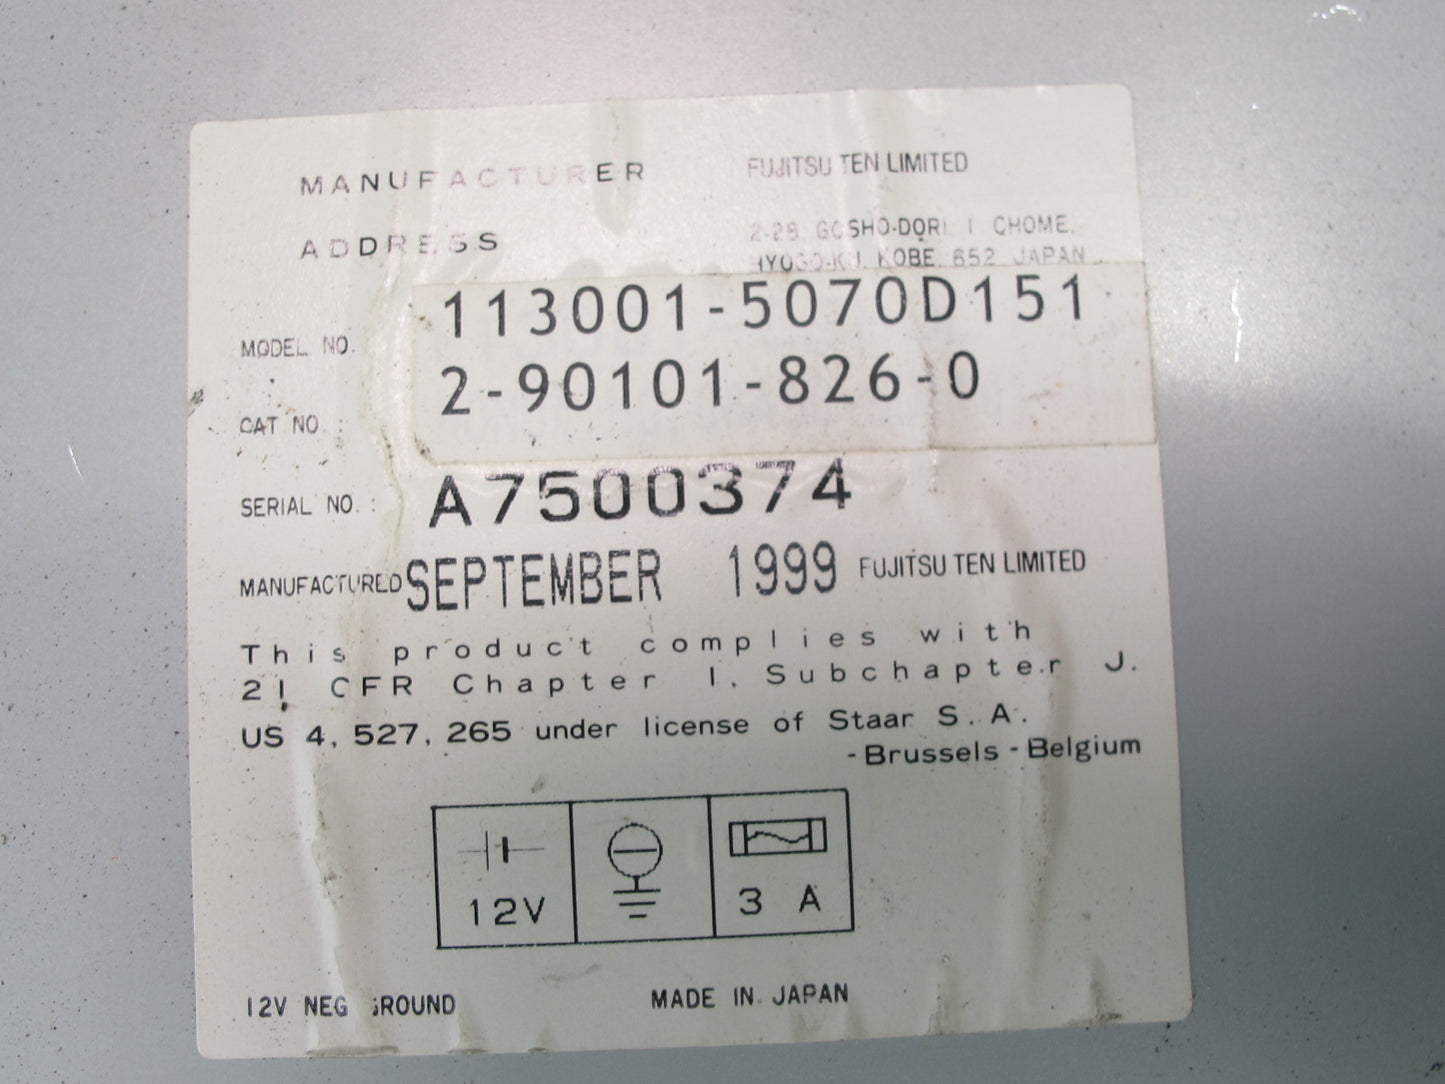 MANUFACTURER FUJITSU TEN LIMITED
ADDRESS 2-28 GOSHO-DORI 1 CHOME,
HYOGO-KU, KOBE 652 JAPAN
MODEL NO. 113001-5070D151
CAT NO. : 2-90101-826-0
SERIAL NO. : A7500374
MANUFACTURED SEPTEMBER 1999 FUJITSU TEN LIMITED
This product complies with
21 CFR Chapter I. Subchapter J.
US 4, 527, 265 under license of Staar S. A.
-Brussels - Belgium
12V 3 A
12V NEG GROUND MADE IN JAPAN